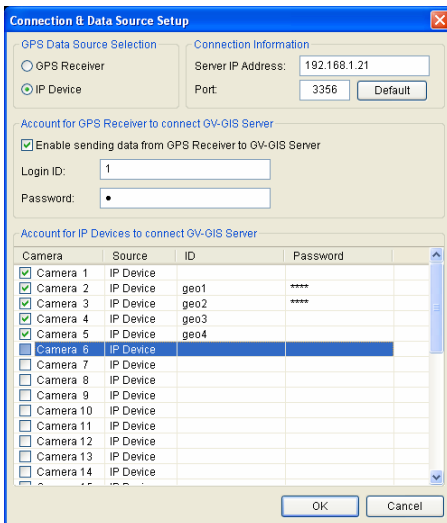 Connection & Data Source Setup
GPS Data Source Selection
GPS Receiver
IP Device
Connection Information
Server IP Address: 192.168.1.21
Port: 3356 Default
Account for GPS Receiver to connect GV-GIS Server
Enable sending data from GPS Receiver to GV-GIS Server
Login ID: 1
Password: •
Account for IP Devices to connect GV-GIS Server
Camera Source ID Password
Camera 1 IP Device
Camera 2 IP Device geo1 ****
Camera 3 IP Device geo2 ****
Camera 4 IP Device geo3
Camera 5 IP Device geo4
Camera 6 IP Device
Camera 7 IP Device
Camera 8 IP Device
Camera 9 IP Device
Camera 10 IP Device
Camera 11 IP Device
Camera 12 IP Device
Camera 13 IP Device
Camera 14 IP Device
OK Cancel